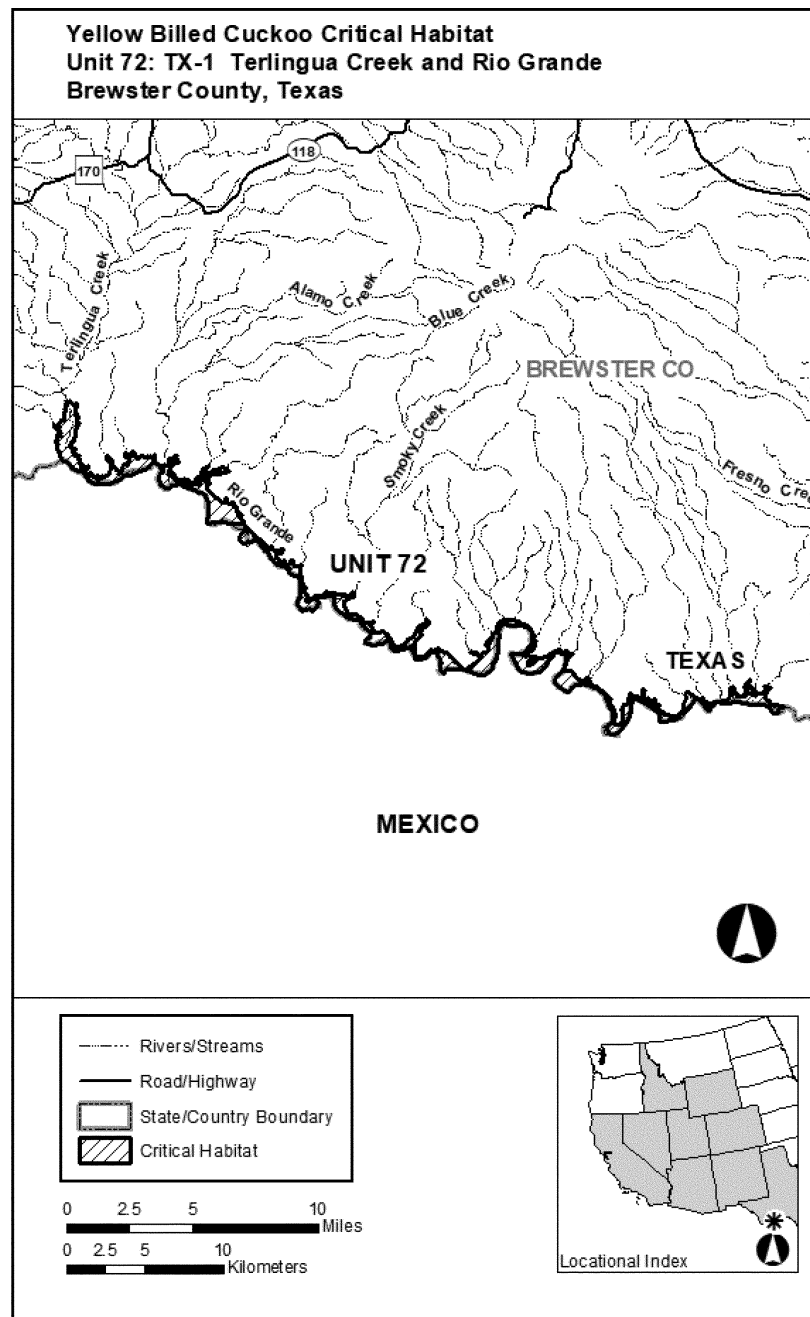 Yellow Billed Cuckoo Critical Habitat
Unit 72: TX-1 Terlingua Creek and Rio Grande
Brewster County, Texas
170
118
Terlingua Creek
Alamo Creek
Blue Creek
BREWSTER CO
Smoky Creek
Fresno Cree
Rio Grande
UNIT 72
TEXAS
MEXICO
Rivers/Streams
Road/Highway
State/Country Boundary
Critical Habitat
0 2.5 5 10
Miles
0 2.5 5 10
Kilometers
Locational Index